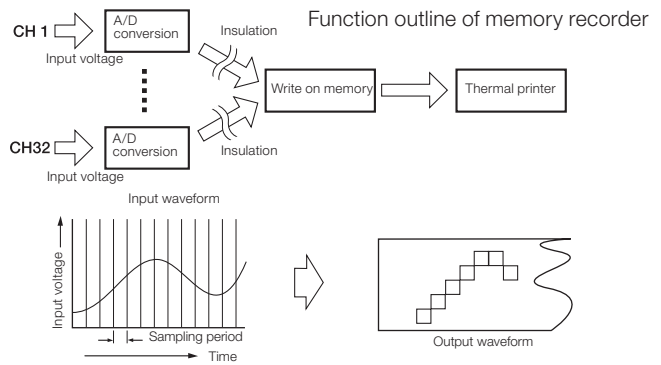 Function outline of memory recorder
CH 1
A/D
conversion
Input voltage
Insulation
Write on memory
Thermal printer
CH32
A/D
conversion
Input voltage
Insulation
Input waveform
Input voltage
Sampling period
Time
Output waveform